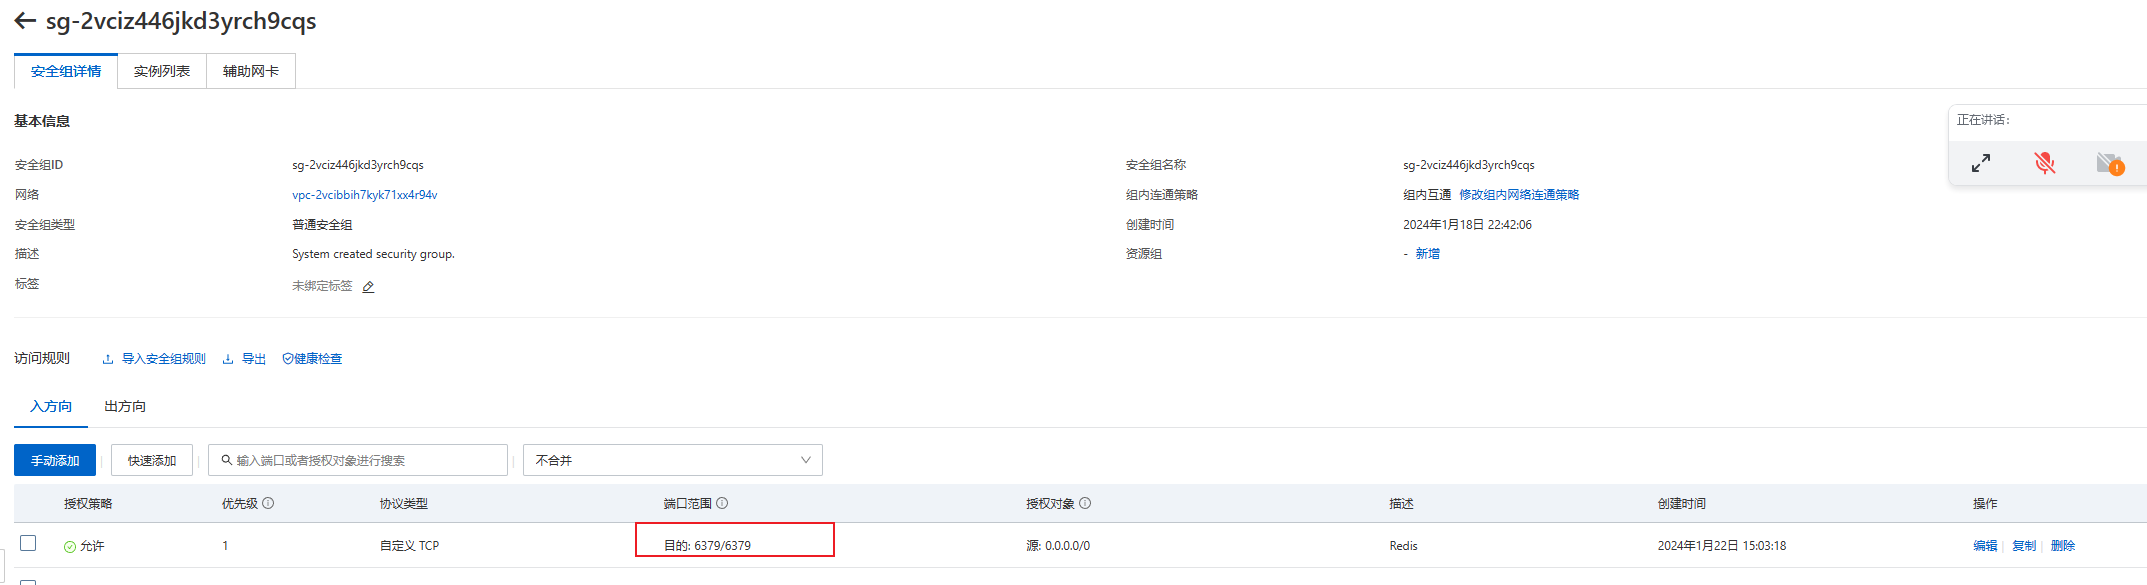 sg-2vciz446jkd3yrch9cqs
安全组详情 实例列表 辅助网卡
基本信息
正在讲话:
安全组ID sg-2vciz446jkd3yrch9cqs 安全组名称 sg-2vciz446jkd3yrch9cqs
网络 vpc-2vcibbih7kyk71xx4r94v 组内连通策略 组内互通 修改组内网络连通策略
安全组类型 普通安全组 创建时间 2024年1月18日 22:42:06
描述 System created security group. 资源组 - 新增
标签 未绑定标签
访问规则 导入安全组规则 导出 健康检查
入方向 出方向
手动添加 快速添加 输入端口或者授权对象进行搜索 不合并
授权策略 优先级 协议类型 端口范围 授权对象 描述 创建时间 操作
允许 1 自定义 TCP 目的: 6379/6379 源: 0.0.0.0/0 Redis 2024年1月22日 15:03:18 编辑 复制 删除